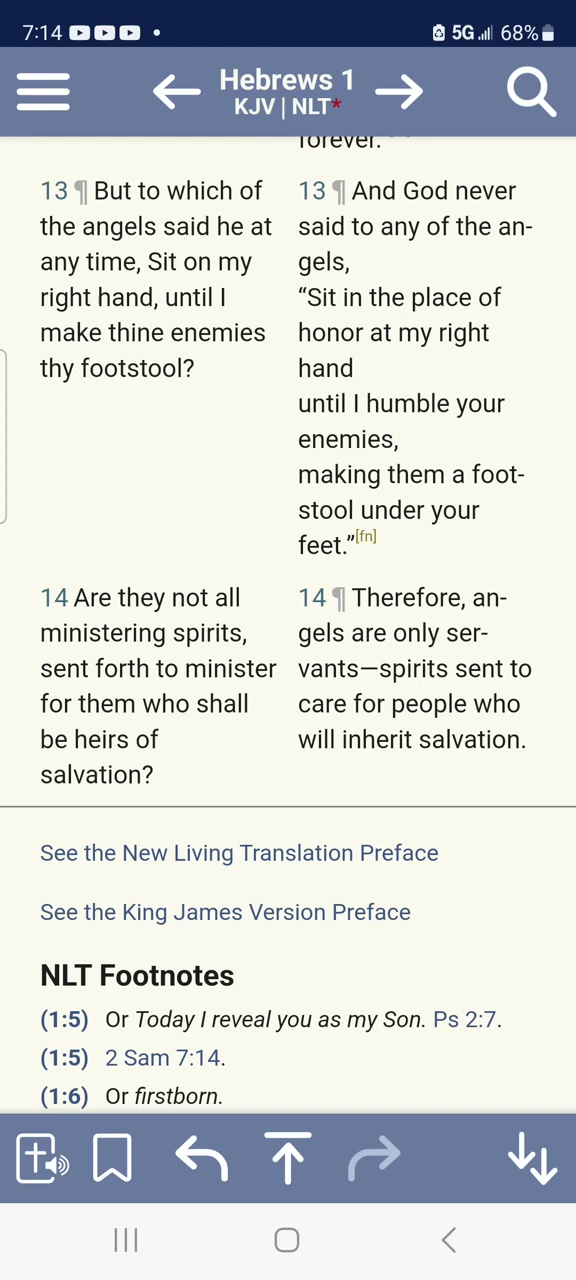 7:14
5G 68%
Hebrews 1
KJV | NLT*
forever.
13 ¶ But to which of
the angels said he at
any time, Sit on my
right hand, until I
make thine enemies
thy footstool?
13 ¶ And God never
said to any of the an-
gels,
“Sit in the place of
honor at my right
hand
until I humble your
enemies,
making them a foot-
stool under your
feet.”[fn]
14 Are they not all
ministering spirits,
sent forth to minister
for them who shall
be heirs of
salvation?
14 ¶ Therefore, an-
gels are only ser-
vants—spirits sent to
care for people who
will inherit salvation.
See the New Living Translation Preface
See the King James Version Preface
NLT Footnotes
(1:5) Or Today I reveal you as my Son. Ps 2:7.
(1:5) 2 Sam 7:14.
(1:6) Or firstborn.